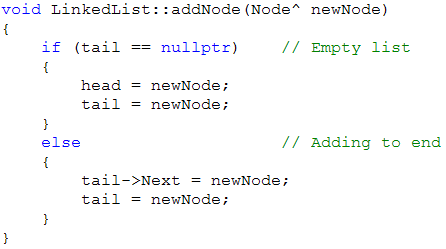 void LinkedList::addNode(Node^ newNode)
{
    if (tail == nullptr)    // Empty list
    {
        head = newNode;
        tail = newNode;
    }
    else                    // Adding to end
    {
        tail->Next = newNode;
        tail = newNode;
    }
}